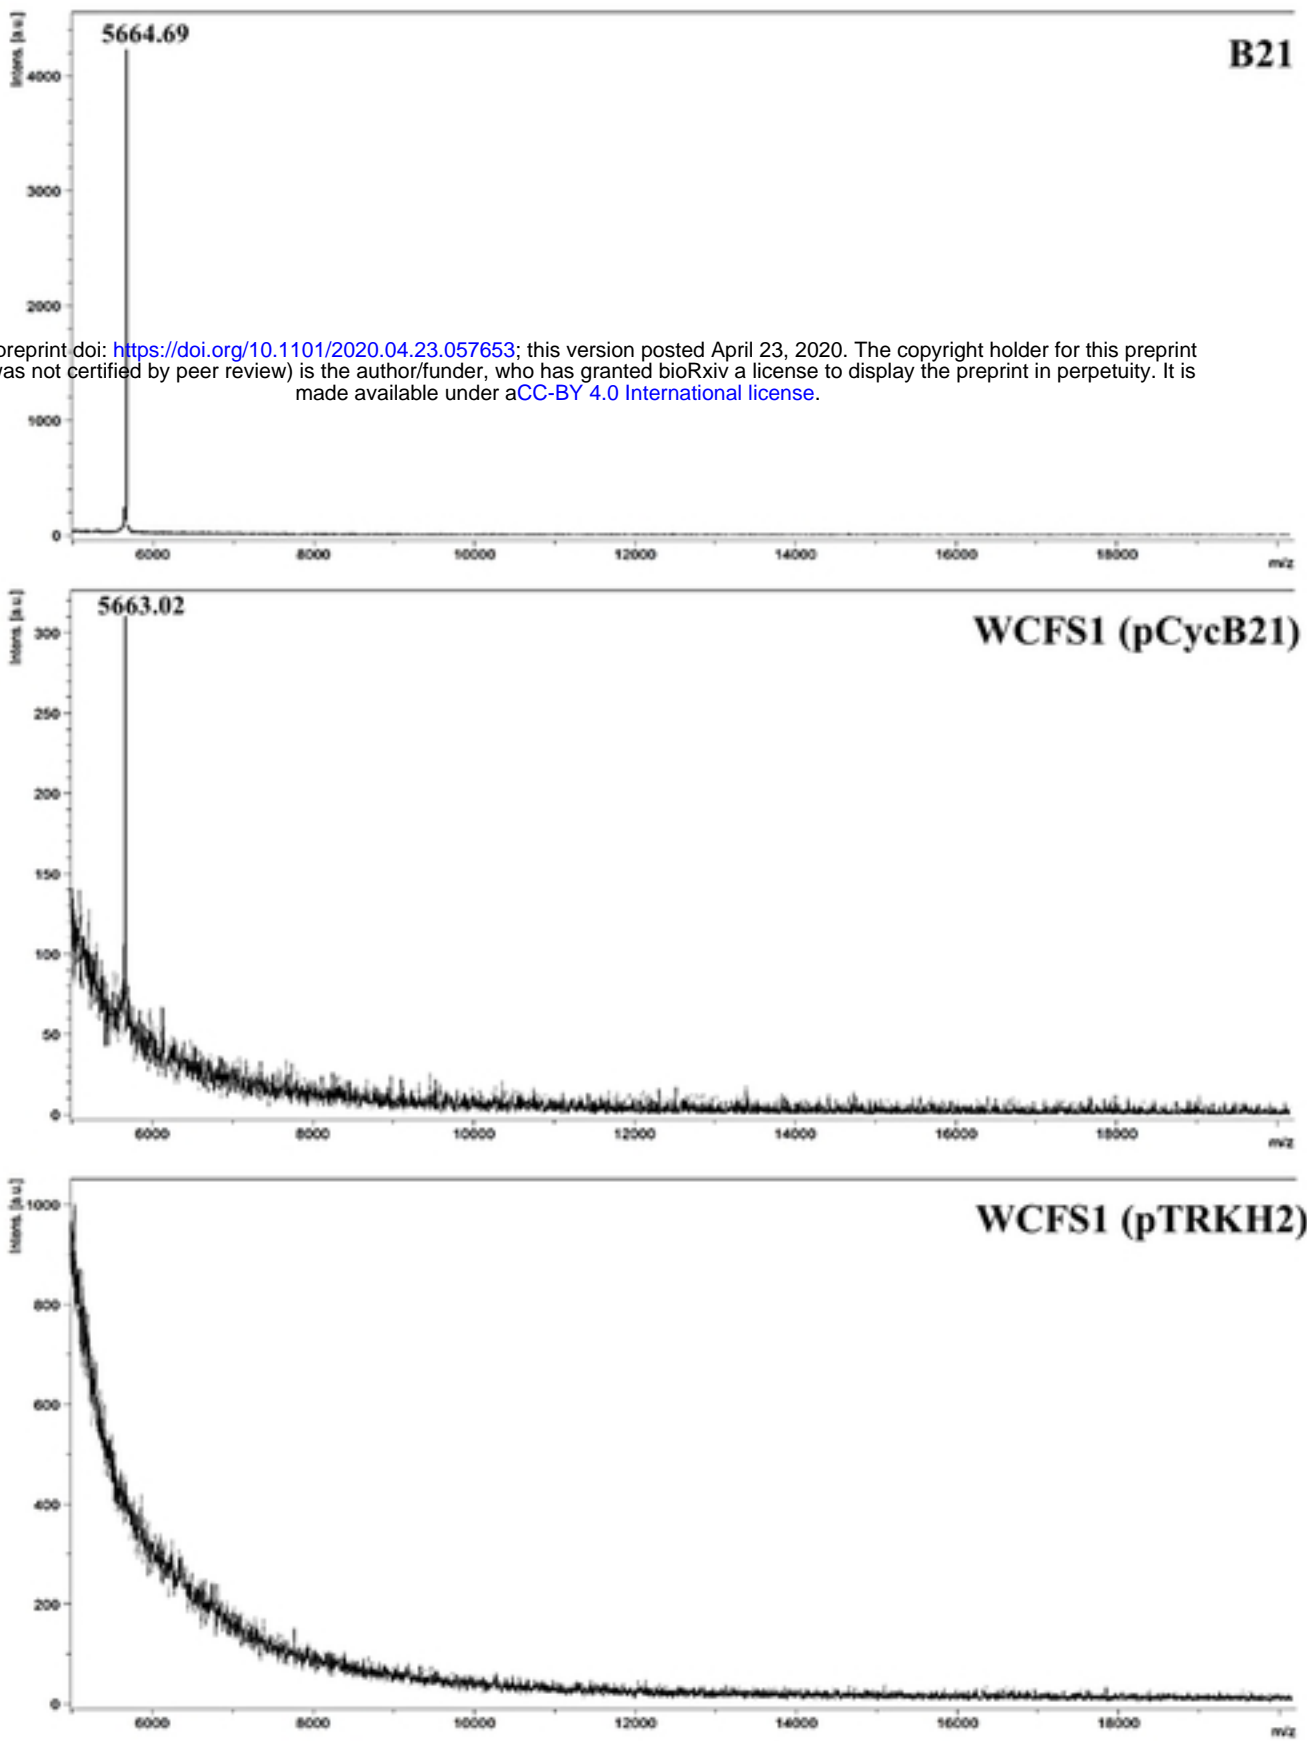 Intens. [a.u.]
5664.69
B21
4000
3000
2000
preprint doi: https://doi.org/10.1101/2020.04.23.057653; this version posted April 23, 2020. The copyright holder for this preprint
was not certified by peer review) is the author/funder, who has granted bioRxiv a license to display the preprint in perpetuity. It is
made available under aCC-BY 4.0 International license.
1000
0
6000 8000 10000 12000 14000 16000 18000
m/z
Intens. [a.u.]
5663.02
WCFS1 (pCycB21)
300
250
200
150
100
50
0
6000 8000 10000 12000 14000 16000 18000
m/z
Intens. [a.u.]
1000
WCFS1 (pTRKH2)
800
600
400
200
0
6000 8000 10000 12000 14000 16000 18000
m/z